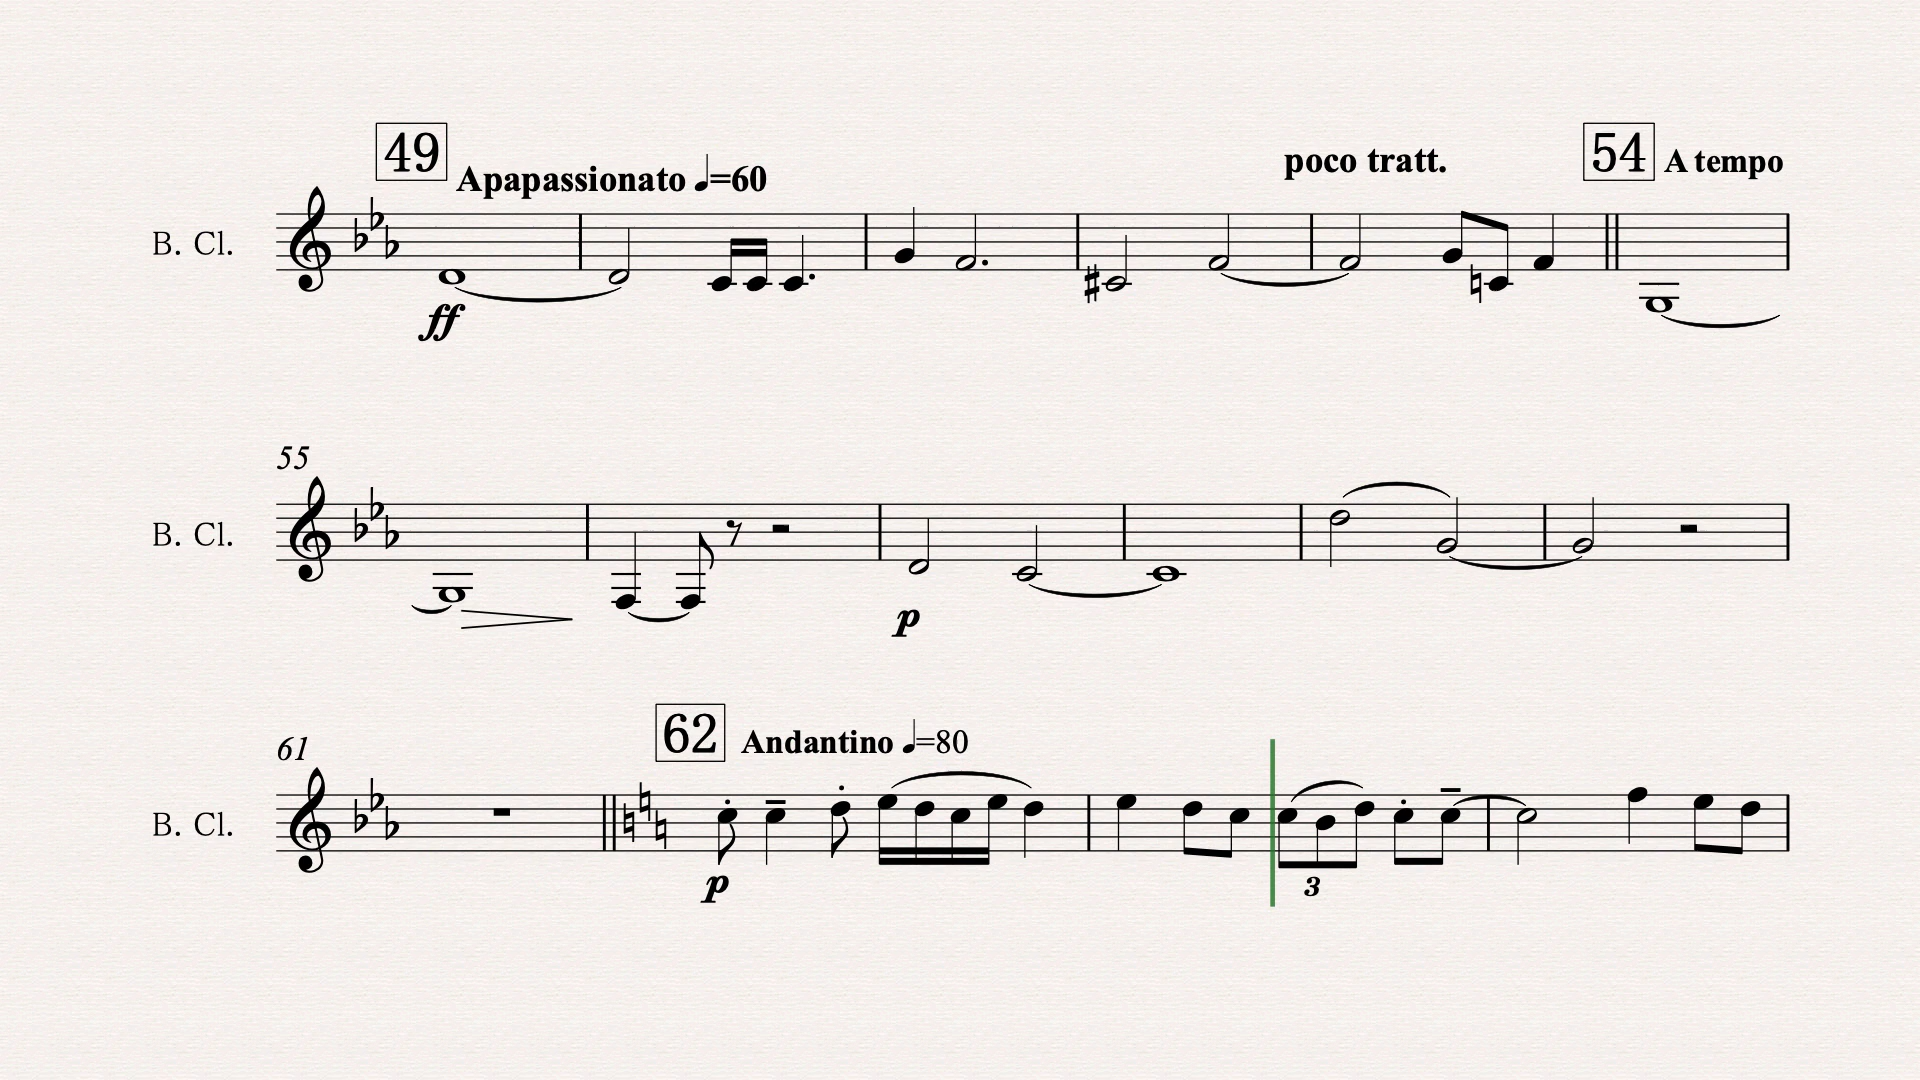 49 Apapassionato ♩=60 poco tratt. 54 A tempo
B. Cl.
ff
55
B. Cl.
p
61 62 Andantino ♩=80
B. Cl.
p 3